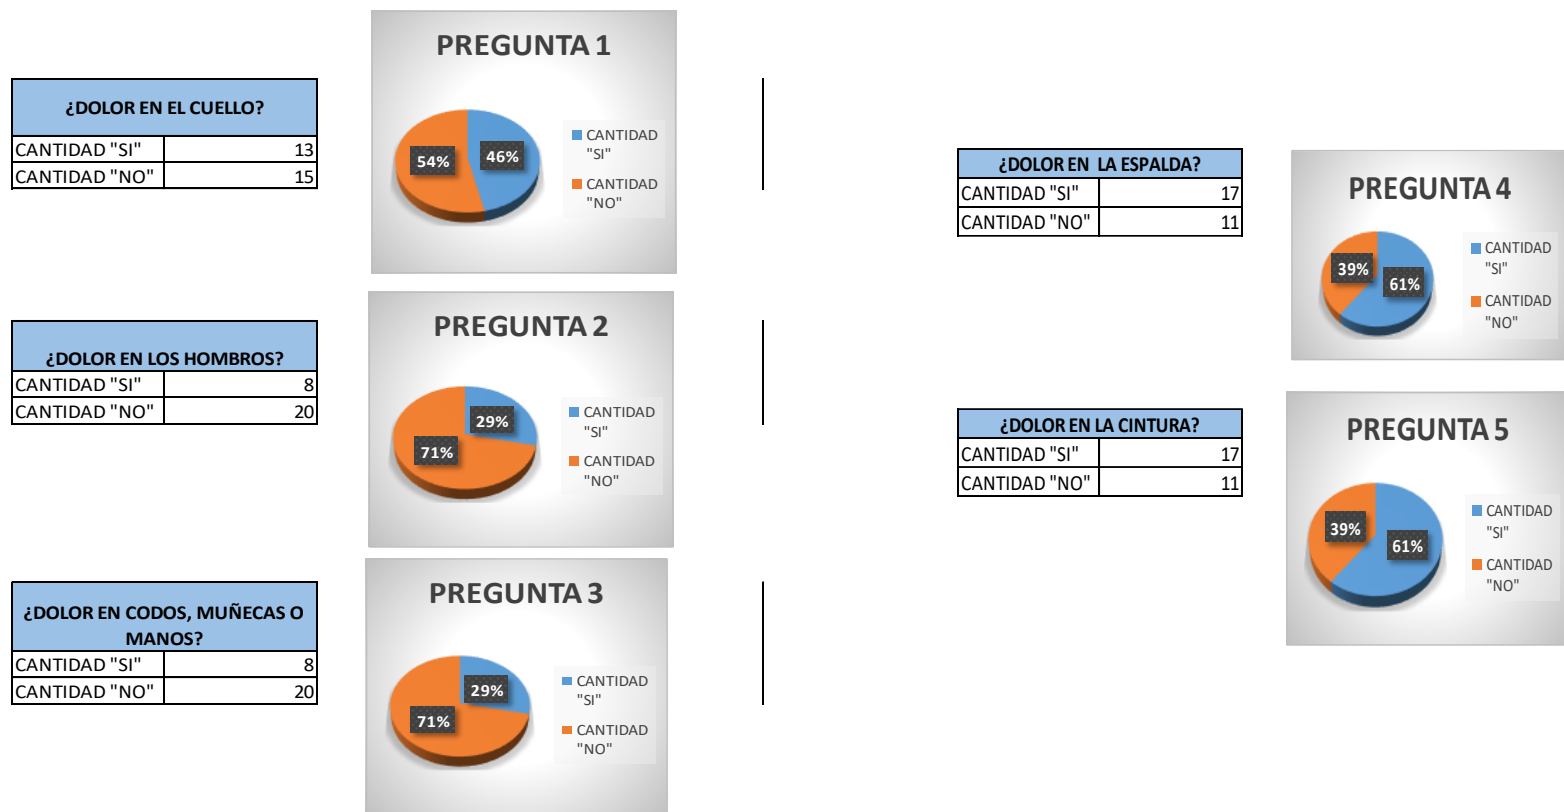 PREGUNTA 1
¿DOLOR EN EL CUELLO?
CANTIDAD "SI" 13
CANTIDAD "NO" 15
54% 46%
CANTIDAD
"SI"
CANTIDAD
"NO"
PREGUNTA 2
¿DOLOR EN LOS HOMBROS?
CANTIDAD "SI" 8
CANTIDAD "NO" 20
29%
71%
CANTIDAD
"SI"
CANTIDAD
"NO"
PREGUNTA 3
¿DOLOR EN CODOS, MUÑECAS O
MANOS?
CANTIDAD "SI" 8
CANTIDAD "NO" 20
29%
71%
CANTIDAD
"SI"
CANTIDAD
"NO"
¿DOLOR EN LA ESPALDA?
CANTIDAD "SI" 17
CANTIDAD "NO" 11
PREGUNTA 4
39%
61%
CANTIDAD
"SI"
CANTIDAD
"NO"
¿DOLOR EN LA CINTURA?
CANTIDAD "SI" 17
CANTIDAD "NO" 11
PREGUNTA 5
39%
61%
CANTIDAD
"SI"
CANTIDAD
"NO"